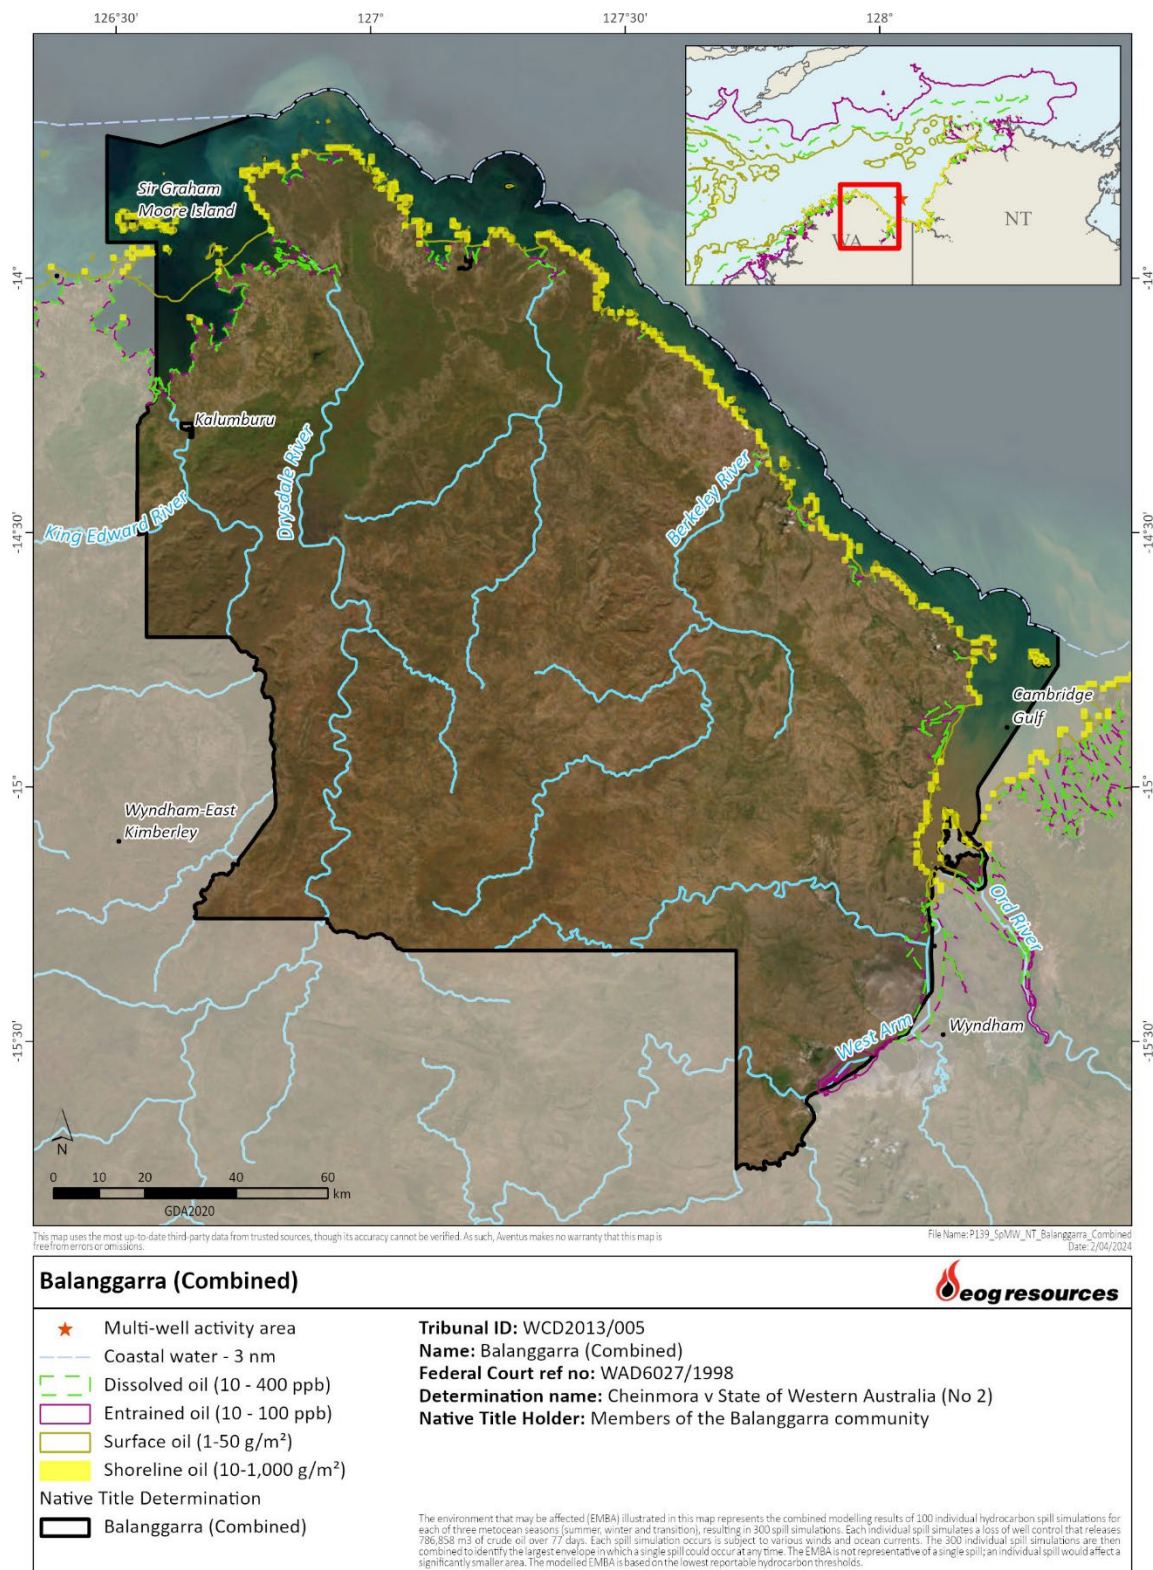 126°30' 127° 127°30' 128°
Sir Graham
Moore Island
WA
NT
-14° -14°
Kalumburu
Drysdale River
Berkeley River
King Edward River
-14°30' -14°30'
Cambridge
Gulf
-15° -15°
Wyndham-East
Kimberley
Ord River
West Arm
Wyndham
-15°30' -15°30'
N
0 10 20 40 60
km
GDA2020
This map uses the most up-to-date third-party data from trusted sources, though its accuracy cannot be verified. As such, Aventus makes no warranty that this map is
free from errors or omissions.
File Name: P139_SpMW_NT_Balanggarra_Combined
Date: 2/04/2024
Balanggarra (Combined)
eog resources
Multi-well activity area
Coastal water - 3 nm
Dissolved oil (10 - 400 ppb)
Entrained oil (10 - 100 ppb)
Surface oil (1-50 g/m²)
Shoreline oil (10-1,000 g/m²)
Native Title Determination
Balanggarra (Combined)
Tribunal ID: WCD2013/005
Name: Balanggarra (Combined)
Federal Court ref no: WAD6027/1998
Determination name: Cheinmora v State of Western Australia (No 2)
Native Title Holder: Members of the Balanggarra community
The environment that may be affected (EMBA) illustrated in this map represents the combined modelling results of 100 individual hydrocarbon spill simulations for
each of three metocean seasons (summer, winter and transition), resulting in 300 spill simulations. Each individual spill simulates a loss of well control that releases
786,858 m3 of crude oil over 77 days. Each spill simulation occurs is subject to various winds and ocean currents. The 300 individual spill simulations are then
combined to identify the largest envelope in which a single spill could occur at any time. The EMBA is not representative of a single spill; an individual spill would affect a
significantly smaller area. The modelled EMBA is based on the lowest reportable hydrocarbon thresholds.